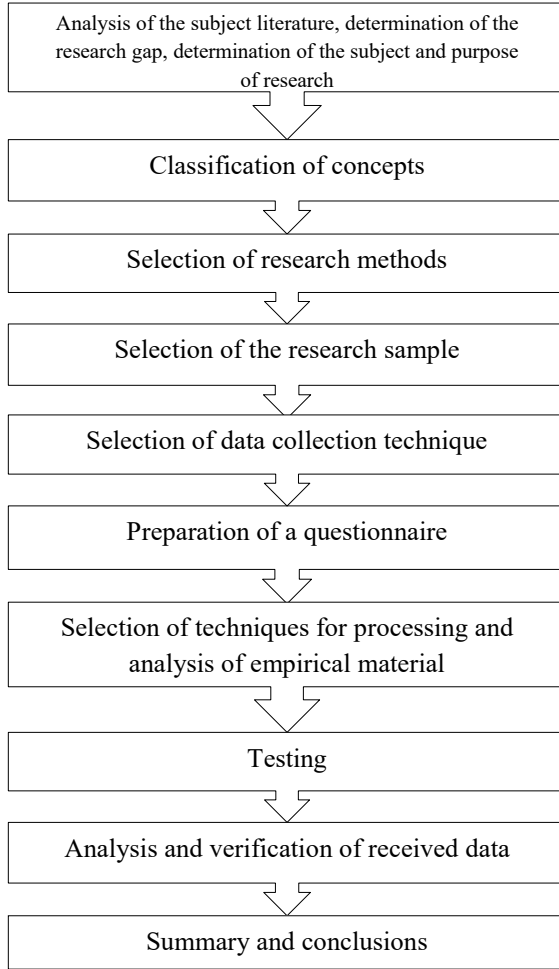 Analysis of the subject literature, determination of the
research gap, determination of the subject and purpose
of research
Classification of concepts
Selection of research methods
Selection of the research sample
Selection of data collection technique
Preparation of a questionnaire
Selection of techniques for processing and
analysis of empirical material
Testing
Analysis and verification of received data
Summary and conclusions